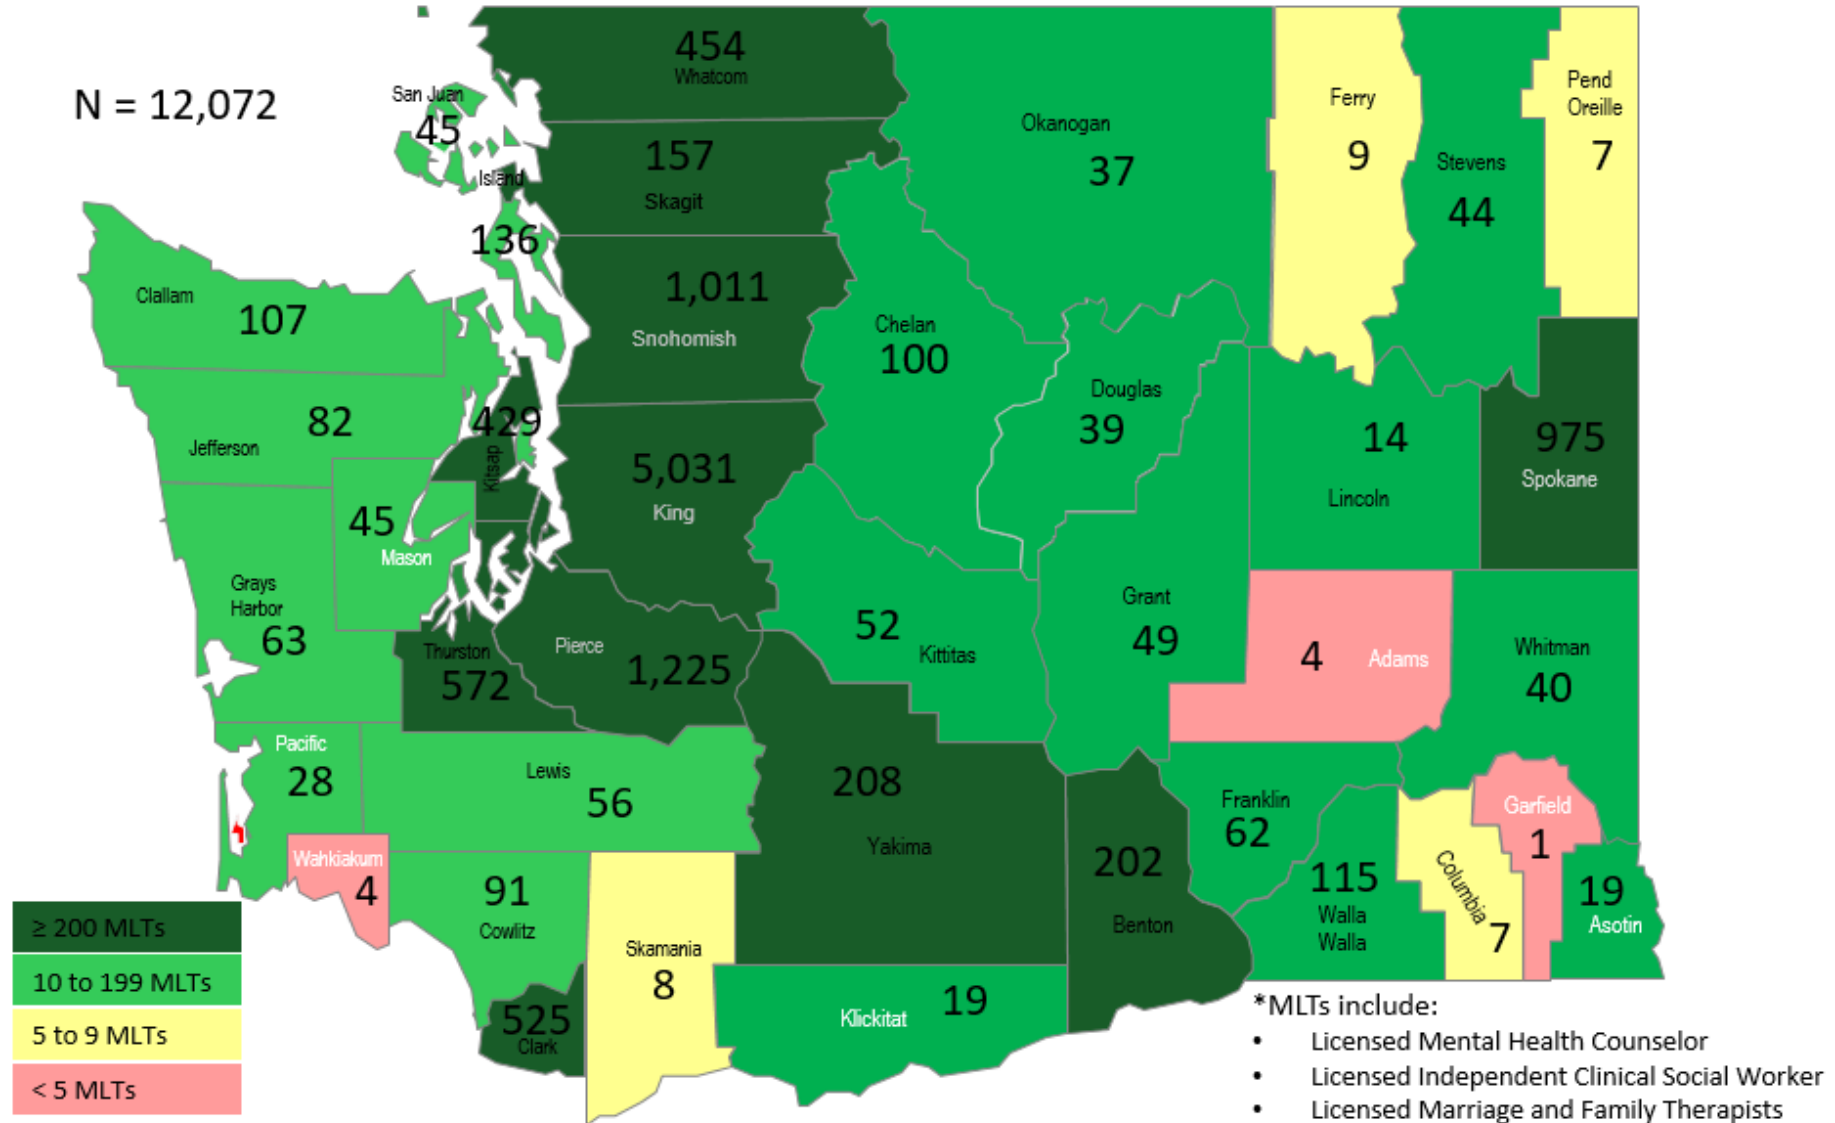 N = 12,072
454
Whatcom
San Juan
45
Island
136
157
Skagit
1,011
Snohomish
Okanogan
37
Ferry
9
Stevens
44
Pend
Oreille
7
Clallam
107
82
Jefferson
429
Kitsap
5,031
King
Chelan
100
Douglas
39
14
Lincoln
975
Spokane
45
Mason
Grays
Harbor
63
Thurston
572
Pierce
1,225
52
Kittitas
Grant
49
4
Adams
Whitman
40
Pacific
28
Lewis
56
208
Yakima
202
Benton
Franklin
62
115
Walla
Walla
Columbia
7
Garfield
1
19
Asotin
Wahkiakum
4
91
Cowlitz
525
Clark
Skamania
8
Klickitat
19
≥ 200 MLTs
10 to 199 MLTs
5 to 9 MLTs
< 5 MLTs
*MLTs include:
• Licensed Mental Health Counselor
• Licensed Independent Clinical Social Worker
• Licensed Marriage and Family Therapists